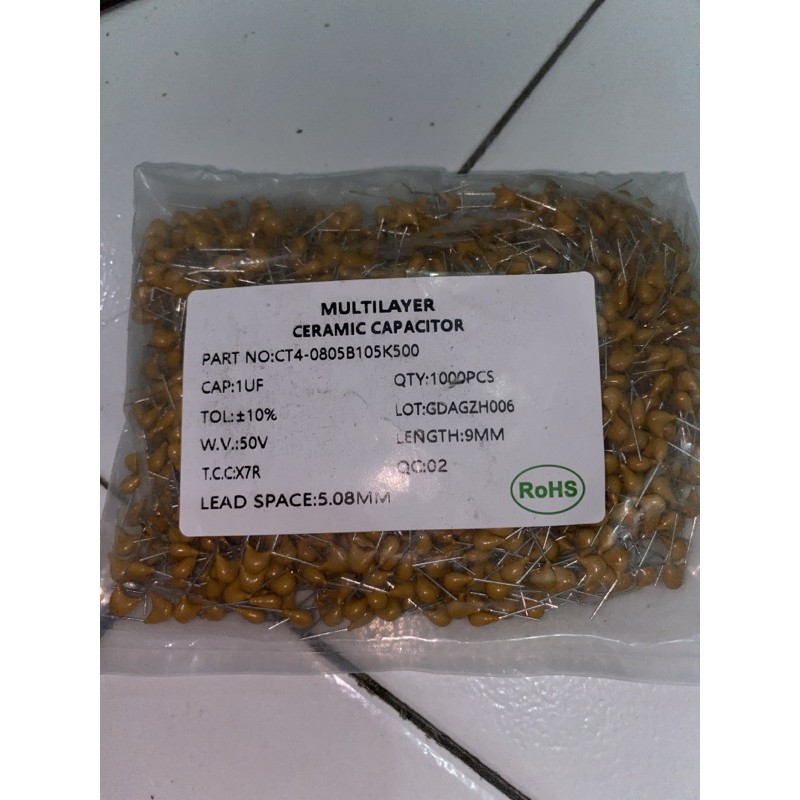 MULTILAYER
CERAMIC CAPACITOR
PART NO:CT4-0805B105K500
CAP:1UF QTY:1000PCS
TOL:±10% LOT:GDAGZH006
W.V.:50V LENGTH:9MM
T.C.C:X7R QC:02
LEAD SPACE:5.08MM
RoHS